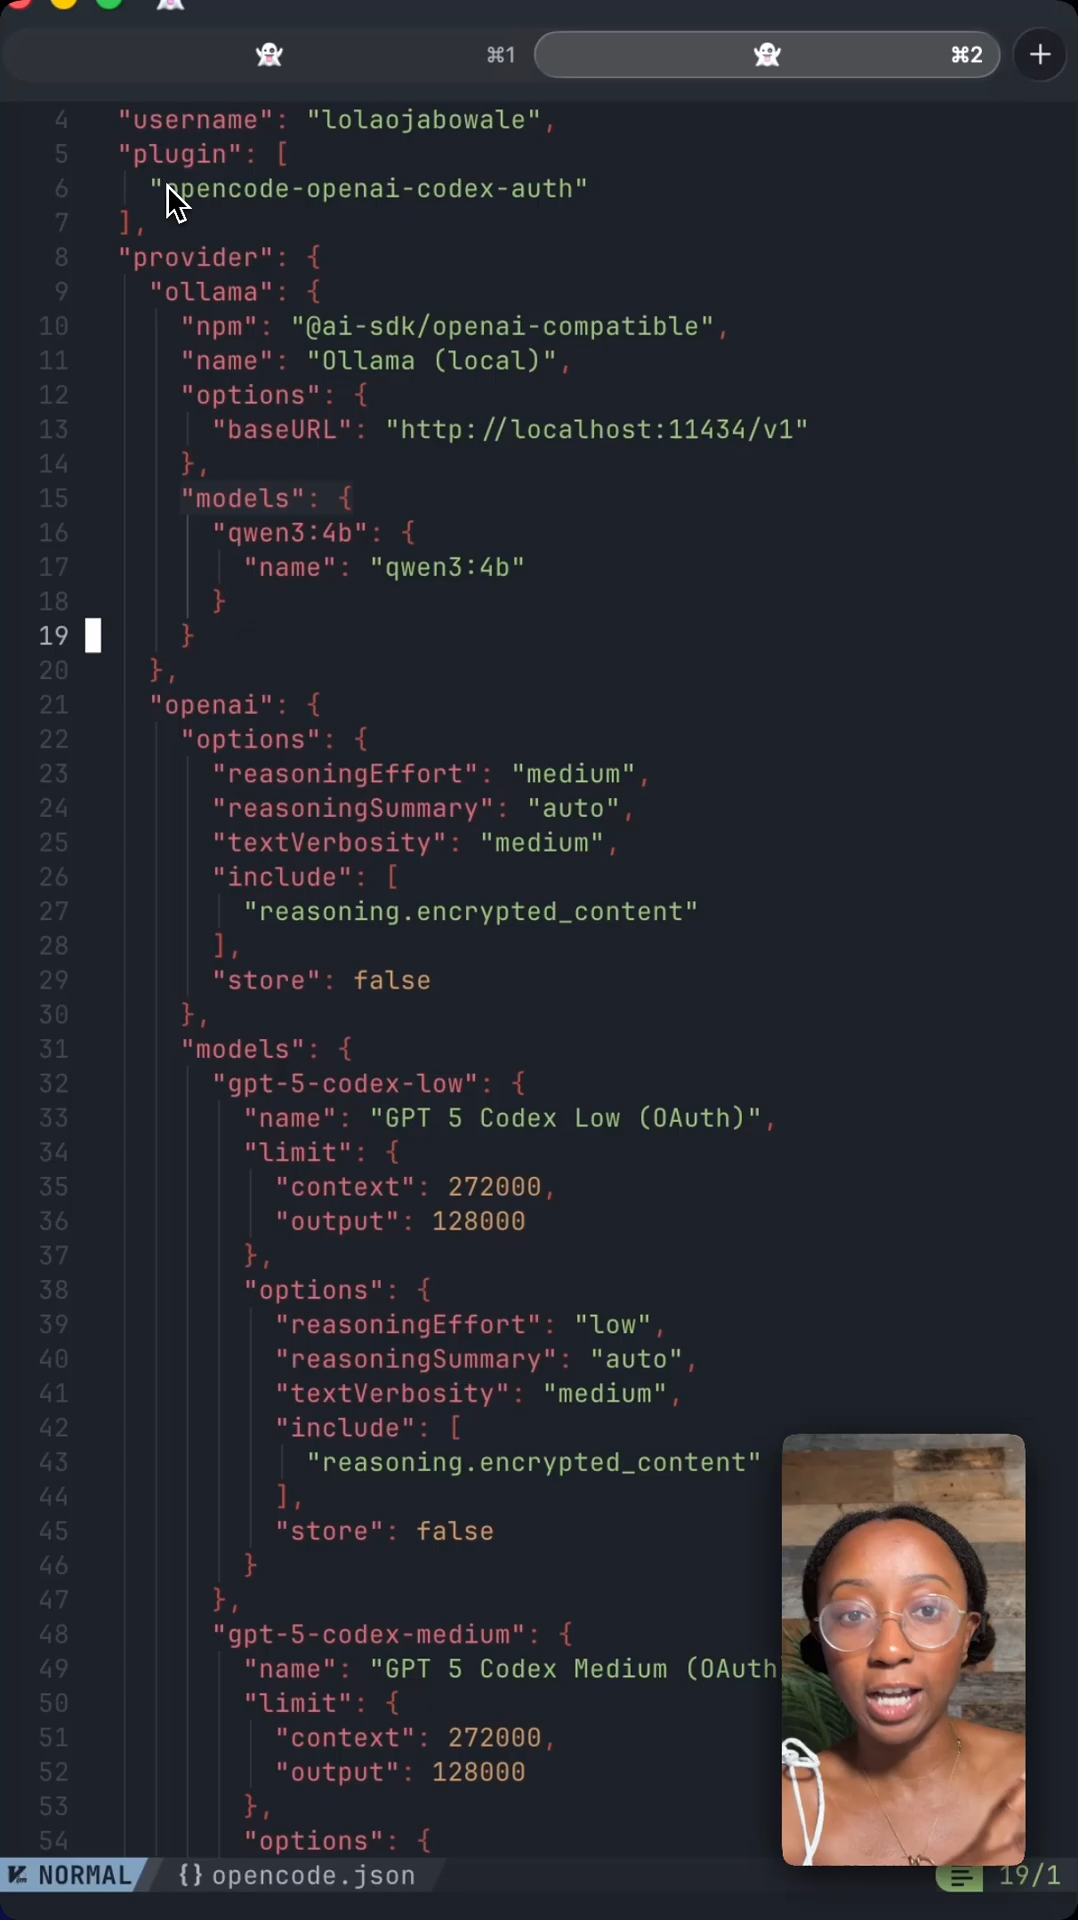 ⌘1
⌘2
+
4 "username": "lolaojabowale",
5 "plugin": [
6 "opencode-openai-codex-auth"
7 ],
8 "provider": {
9 "ollama": {
10 "npm": "@ai-sdk/openai-compatible",
11 "name": "Ollama (local)",
12 "options": {
13 "baseURL": "http://localhost:11434/v1"
14 },
15 "models": {
16 "qwen3:4b": {
17 "name": "qwen3:4b"
18 }
19 }
20 },
21 "openai": {
22 "options": {
23 "reasoningEffort": "medium",
24 "reasoningSummary": "auto",
25 "textVerbosity": "medium",
26 "include": [
27 "reasoning.encrypted_content"
28 ],
29 "store": false
30 },
31 "models": {
32 "gpt-5-codex-low": {
33 "name": "GPT 5 Codex Low (OAuth)",
34 "limit": {
35 "context": 272000,
36 "output": 128000
37 },
38 "options": {
39 "reasoningEffort": "low",
40 "reasoningSummary": "auto",
41 "textVerbosity": "medium",
42 "include": [
43 "reasoning.encrypted_content"
44 ],
45 "store": false
46 }
47 },
48 "gpt-5-codex-medium": {
49 "name": "GPT 5 Codex Medium (OAuth
50 "limit": {
51 "context": 272000,
52 "output": 128000
53 },
54 "options": {
NORMAL {} opencode.json 19/1